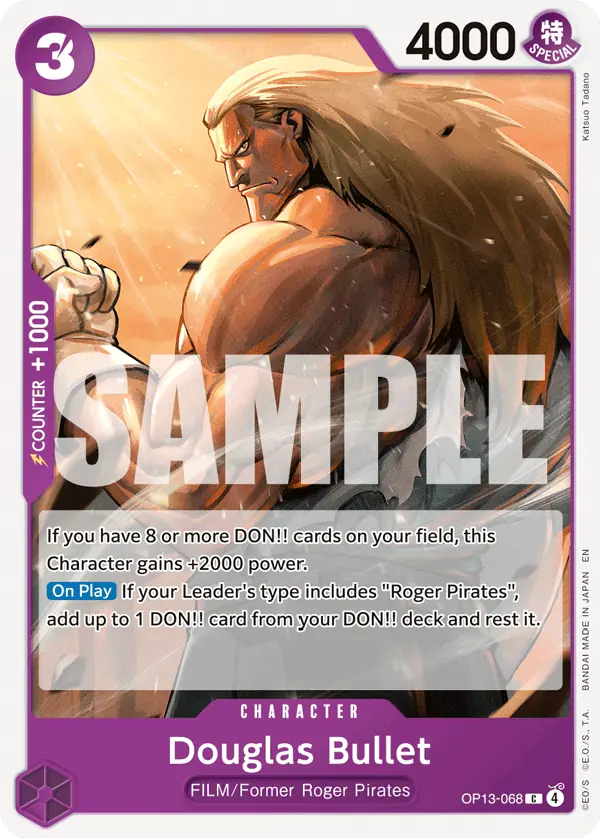 3
4000
特
SPECIAL
Katsuo Tadano
COUNTER +1000
SAMPLE
If you have 8 or more DON!! cards on your field, this
Character gains +2000 power.
On Play If your Leader's type includes "Roger Pirates",
add up to 1 DON!! card from your DON!! deck and rest it.
CHARACTER
Douglas Bullet
FILM/Former Roger Pirates
OP13-068 C 4
©EO/S ©E.O./S., T.A. BANDAI MADE IN JAPAN EN